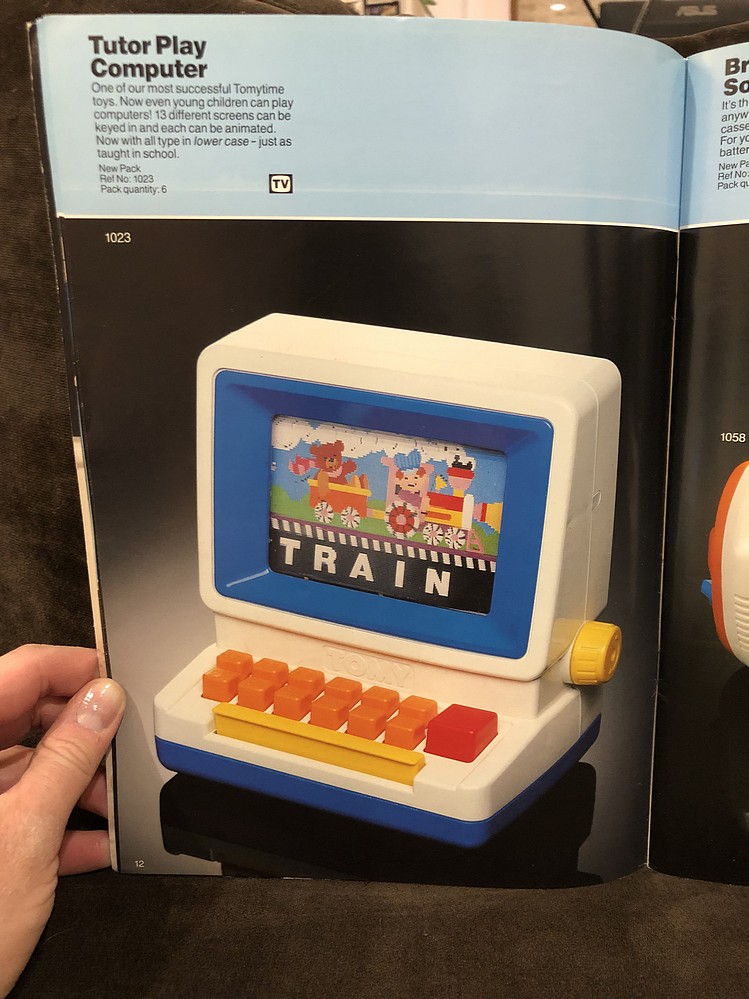 ASUS
Tutor Play
Computer
One of our most successful Tomytime
toys. Now even young children can play
computers! 13 different screens can be
keyed in and each can be animated.
Now with all type in lower case – just as
taught in school.
New Pack
Ref No: 1023
Pack quantity: 6
TV
1023
TRAIN
TOMY
12
Br
So
It's th
anyw
casse
For yo
batter
New Pa
Ref No:
Pack qu
1058